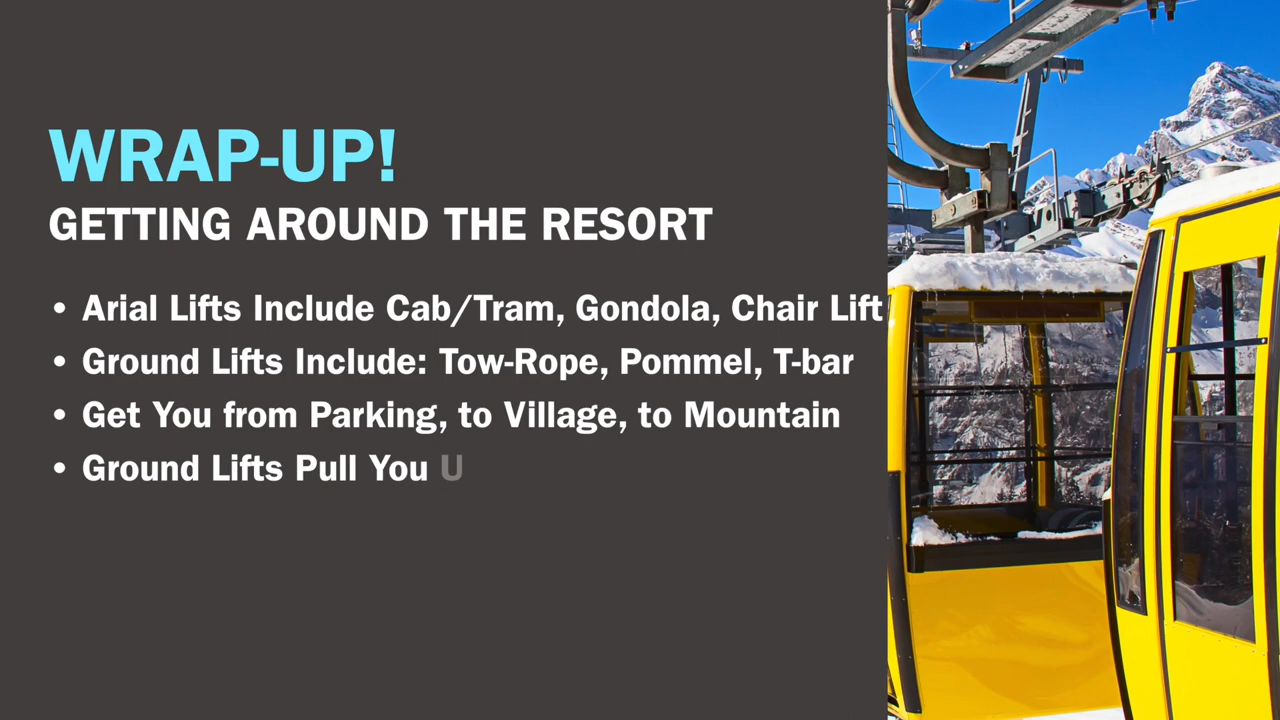 WRAP-UP!
GETTING AROUND THE RESORT
• Arial Lifts Include Cab/Tram, Gondola, Chair Lift
• Ground Lifts Include: Tow-Rope, Pommel, T-bar
• Get You from Parking, to Village, to Mountain
• Ground Lifts Pull You U